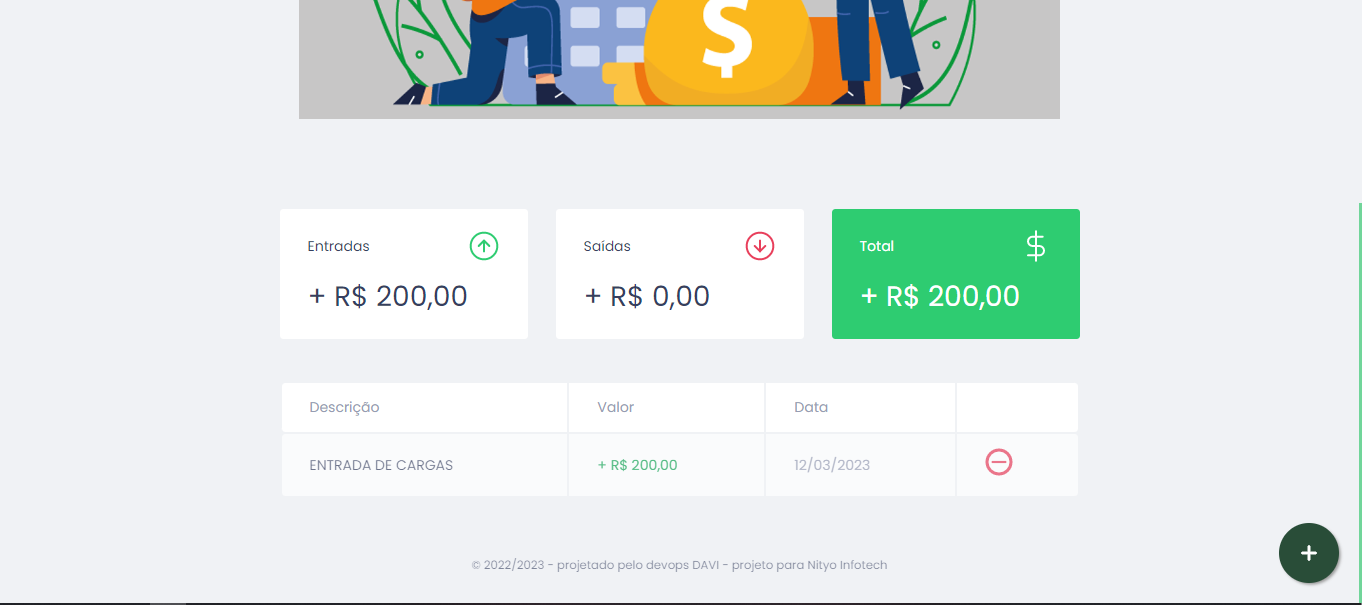 $
Entradas
+ R$ 200,00
Saídas
+ R$ 0,00
Total
$
+ R$ 200,00
Descrição Valor Data
ENTRADA DE CARGAS + R$ 200,00 12/03/2023
+
© 2022/2023 - projetado pelo devops DAVI - projeto para Nityo Infotech